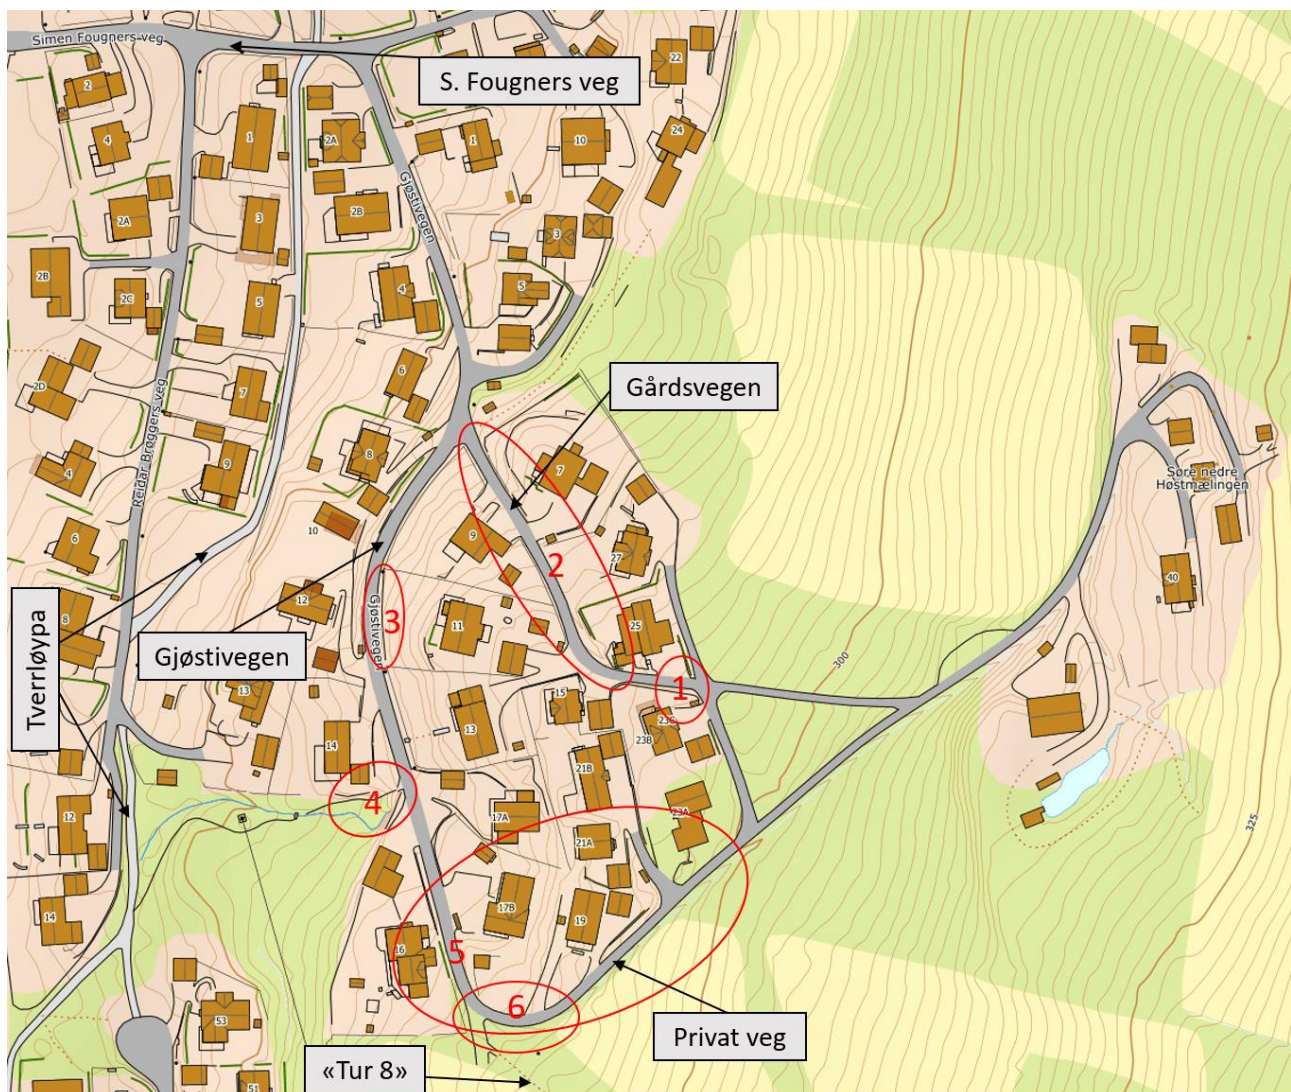 Simen Fougners veg
S. Fougners veg
22
2
24
4
1
2A
1
10
Gjøstivegen
2A
3
2B
3
2B
2C
5
4
5
Gårdsvegen
2D
7
6
Reidar Brøggers veg
4
9
8
7
Søre nedre
Høstmælingen
10
6
9
2
27
40
Tverrløypa
8
12
3
Gjøstivegen
11
25
Gjøstivegen
300
13
1
15
23C
23B
13
14
21B
4
12
17A
23A
325
21A
14
17B
19
16
5
6
53
Privat veg
«Tur 8»
51